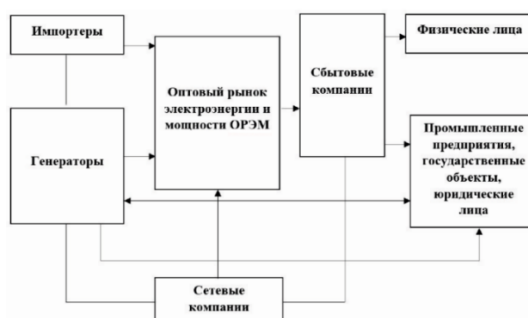 Импортеры
Генераторы
Оптовый рынок
электроэнергии и
мощности ОРЭМ
Сбытовые
компании
Физические лица
Промышленные
предприятия,
государственные
объекты,
юридические
лица
Сетевые
компании